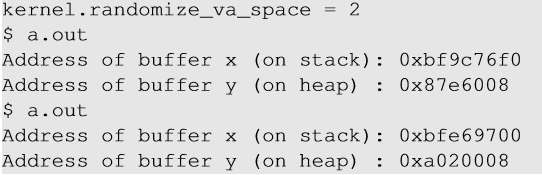 kernel.randomize_va_space = 2
$ a.out
Address of buffer x (on stack): 0xbf9c76f0
Address of buffer y (on heap) : 0x87e6008
$ a.out
Address of buffer x (on stack): 0xbfe69700
Address of buffer y (on heap) : 0xa020008